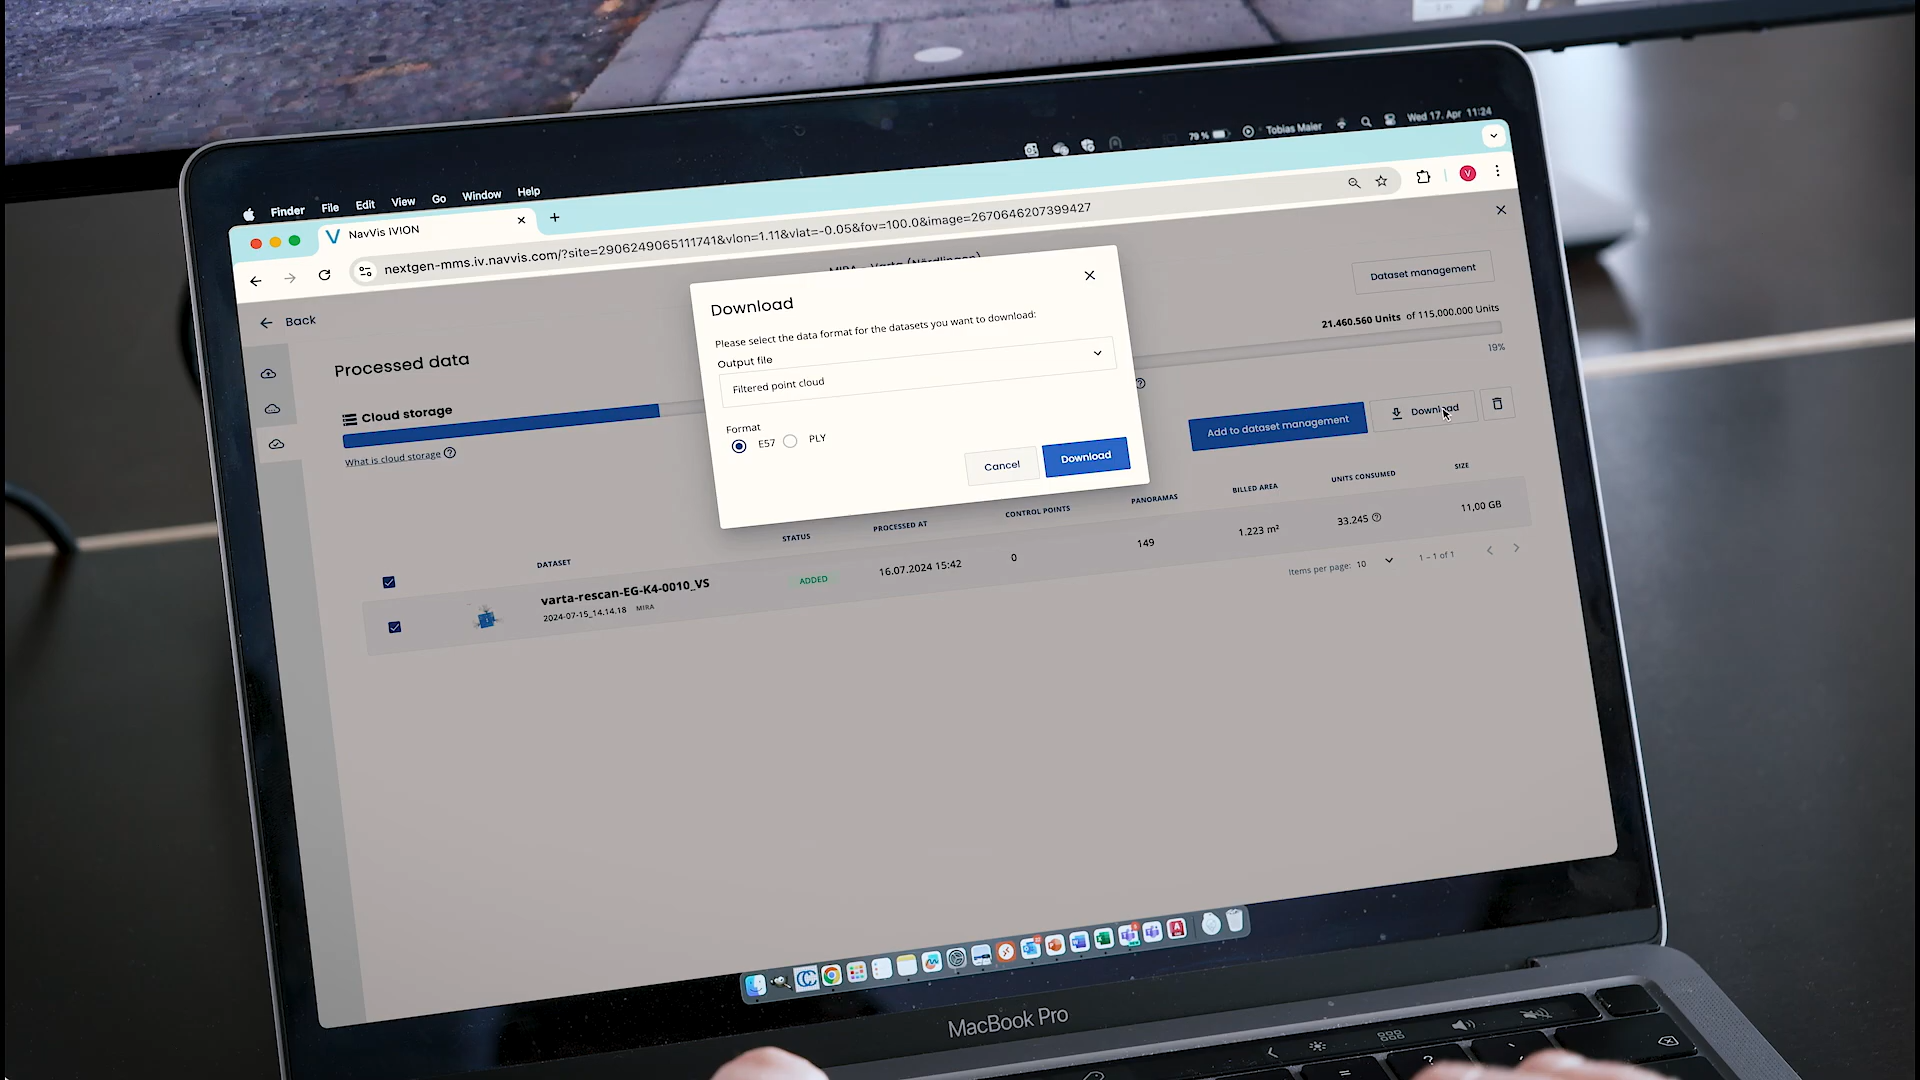 Finder File Edit View Go Window Help
79 % Tobias Maier Wed 17. Apr 11:24
NavVis IVION
nextgen-mms.iv.navvis.com/?site=2906249065111741&vlon=1.11&vlat=-0.05&fov=100.0&image=2670646207399427
V
Back
MIRA - Varta (Nördlingen)
Dataset management
21.460.560 Units of 115.000.000 Units
19%
Processed data
Cloud storage
What is cloud storage
Add to dataset management
Download
Download
Please select the data format for the datasets you want to download:
Output file
Filtered point cloud
Format
E57 PLY
Cancel
Download
DATASET STATUS PROCESSED AT CONTROL POINTS PANORAMAS BILLED AREA UNITS CONSUMED SIZE
varta-rescan-EG-K4-0010_VS ADDED 16.07.2024 15:42 0 149 1.223 m² 33.245 11,00 GB
2024-07-15_14.14.18 MIRA
Items per page: 10 1 – 1 of 1
MacBook Pro